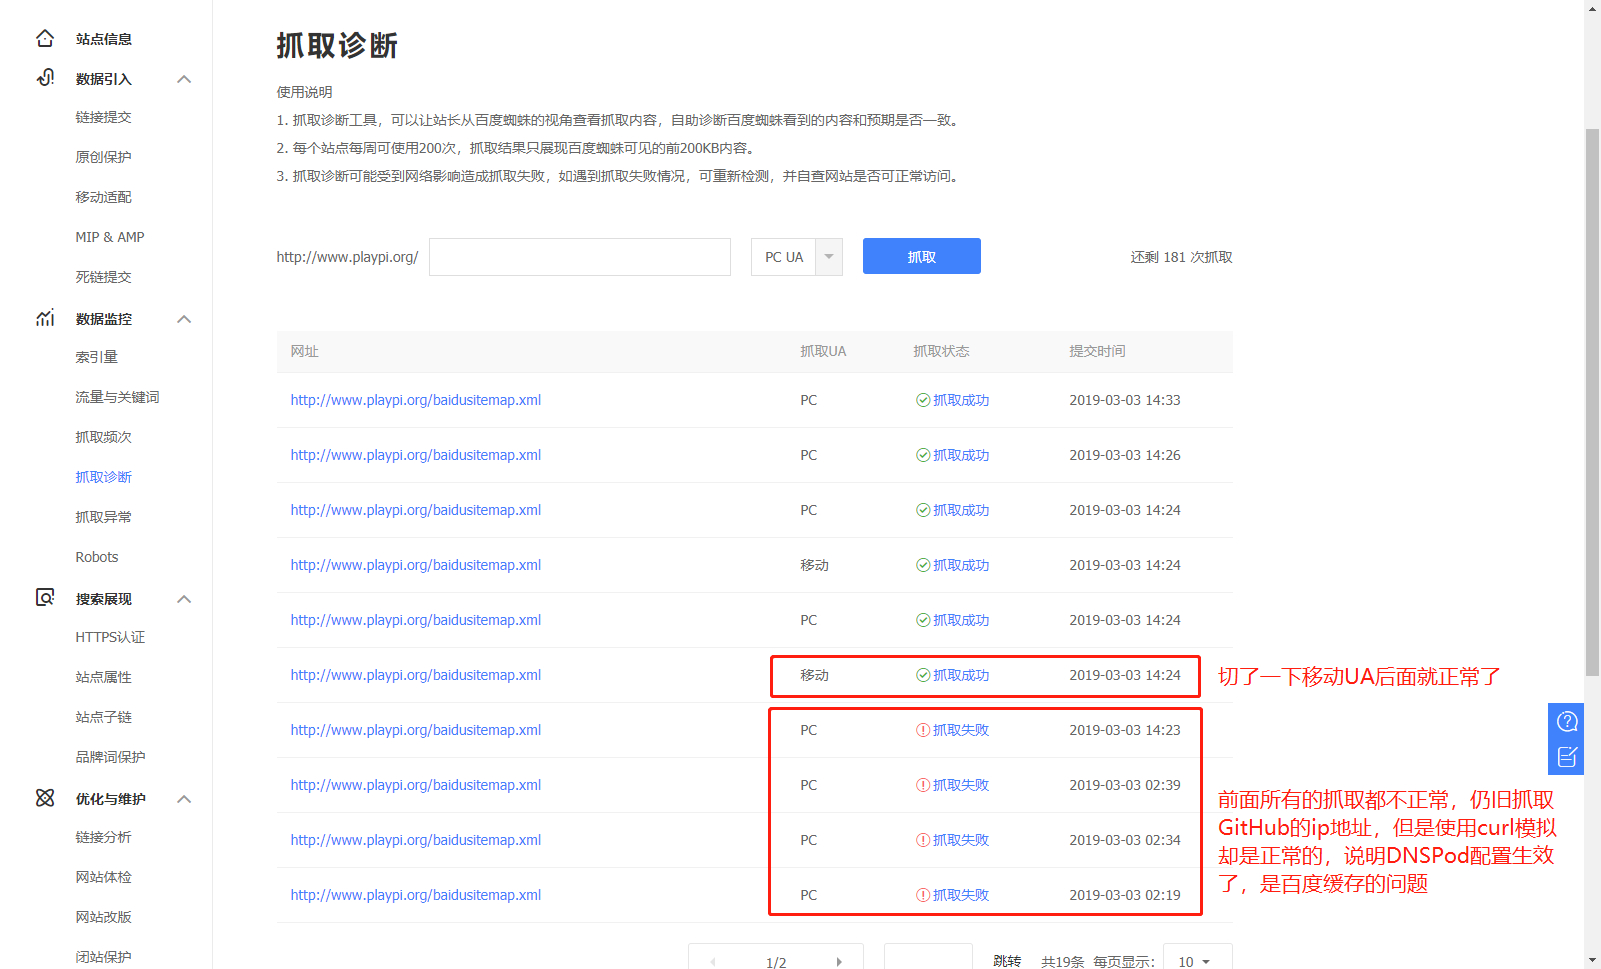 站点信息
数据引入
链接提交
原创保护
移动适配
MIP & AMP
死链提交
数据监控
索引量
流量与关键词
抓取频次
抓取诊断
抓取异常
Robots
搜索展现
HTTPS认证
站点属性
站点子链
品牌词保护
优化与维护
链接分析
网站体检
网站改版
闭站保护
抓取诊断
使用说明
1. 抓取诊断工具，可以让站长从百度蜘蛛的视角查看抓取内容，自助诊断百度蜘蛛看到的内容和预期是否一致。
2. 每个站点每周可使用200次，抓取结果只展现百度蜘蛛可见的前200KB内容。
3. 抓取诊断可能受到网络影响造成抓取失败，如遇到抓取失败情况，可重新检测，并自查网站是否可正常访问。
http://www.playpi.org/ PC UA 抓取 还剩 181 次抓取
网址 抓取UA 抓取状态 提交时间
http://www.playpi.org/baidusitemap.xml PC 抓取成功 2019-03-03 14:33
http://www.playpi.org/baidusitemap.xml PC 抓取成功 2019-03-03 14:26
http://www.playpi.org/baidusitemap.xml PC 抓取成功 2019-03-03 14:24
http://www.playpi.org/baidusitemap.xml 移动 抓取成功 2019-03-03 14:24
http://www.playpi.org/baidusitemap.xml PC 抓取成功 2019-03-03 14:24
http://www.playpi.org/baidusitemap.xml 移动 抓取成功 2019-03-03 14:24 切了一下移动UA后面就正常了
http://www.playpi.org/baidusitemap.xml PC 抓取失败 2019-03-03 14:23
http://www.playpi.org/baidusitemap.xml PC 抓取失败 2019-03-03 02:39
http://www.playpi.org/baidusitemap.xml PC 抓取失败 2019-03-03 02:34
http://www.playpi.org/baidusitemap.xml PC 抓取失败 2019-03-03 02:19
前面所有的抓取都不正常，仍旧抓取
GitHub的ip地址，但是使用curl模拟
却是正常的，说明DNSPod配置生效
了，是百度缓存的问题
1/2 跳转 共19条 每页显示： 10